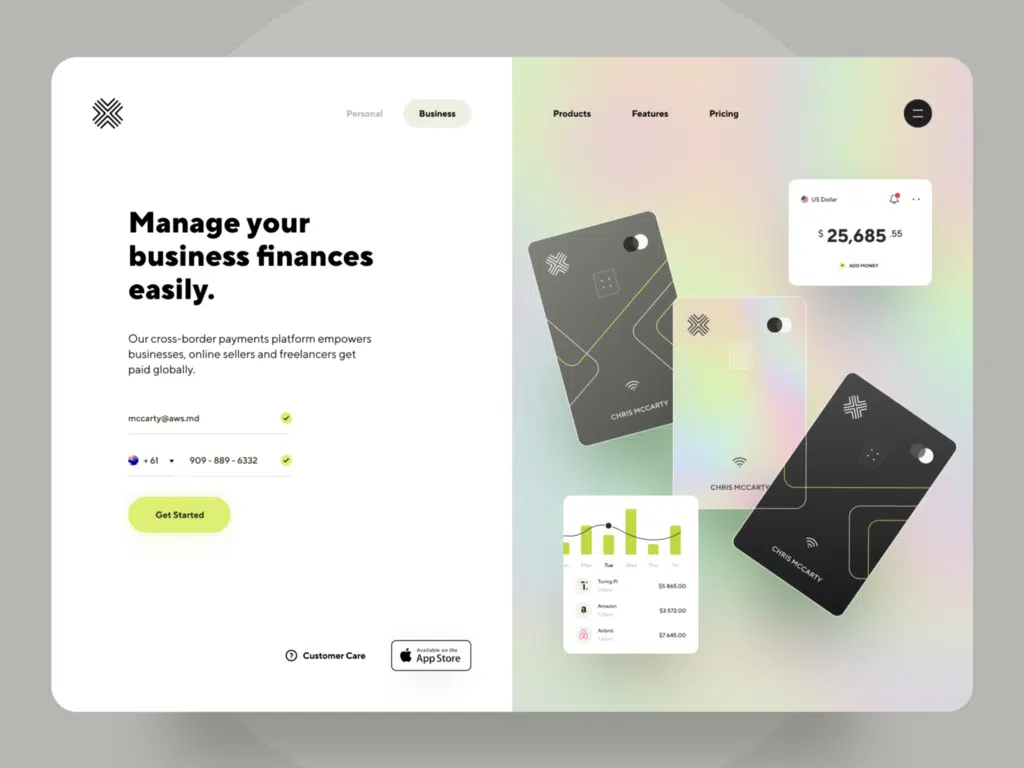 Personal
Business
Products
Features
Pricing
Manage your
business finances
easily.
Our cross-border payments platform empowers
businesses, online sellers and freelancers get
paid globally.
mccarty@aws.md
+ 61
909 - 889 - 6332
Get Started
Customer Care
Available on the
App Store
US Dollar
$ 25,685 .55
ADD MONEY
CHRIS MCCARTY
CHRIS MCCARTY
CHRIS MCCARTY
Mon Tue Wed Thu Fri
$5 865.00
Amazon
$3 572.00
Airbnb
$7 645.00